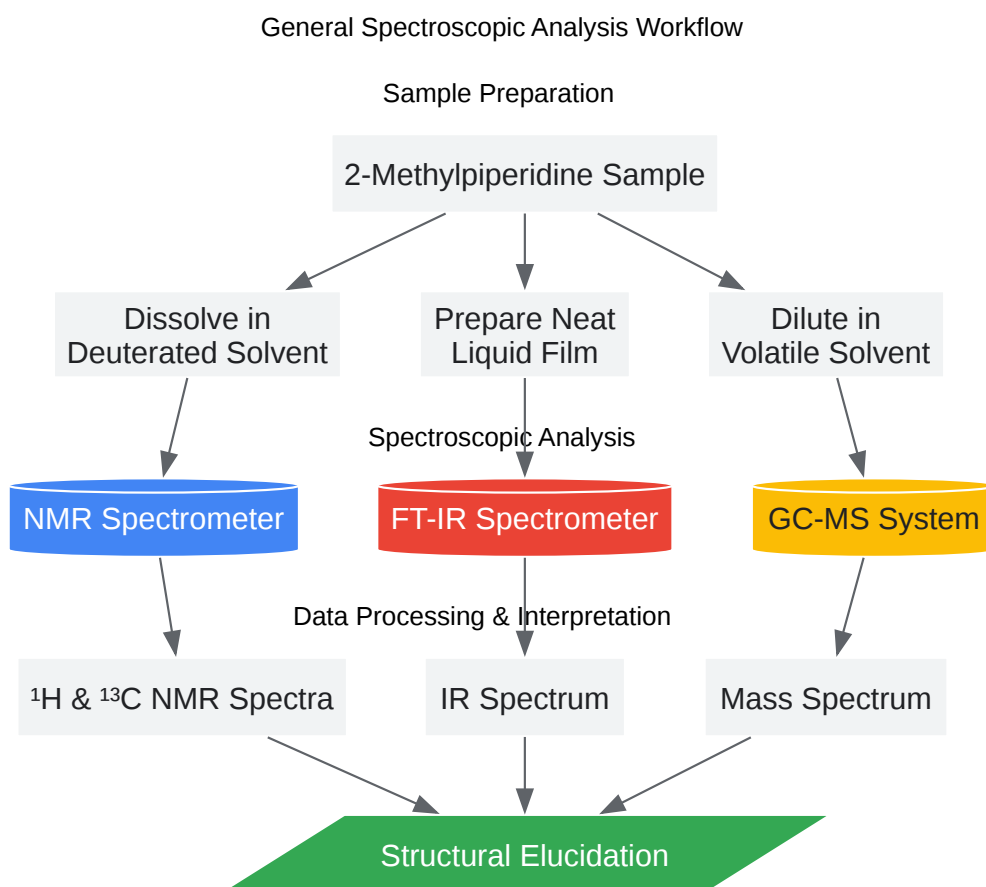 General Spectroscopic Analysis Workflow
Sample Preparation
2-Methylpiperidine Sample
Dissolve in
Deuterated Solvent
Prepare Neat
Liquid Film
Dilute in
Volatile Solvent
Spectroscopic Analysis
NMR Spectrometer
FT-IR Spectrometer
GC-MS System
Data Processing & Interpretation
¹H & ¹³C NMR Spectra
IR Spectrum
Mass Spectrum
Structural Elucidation